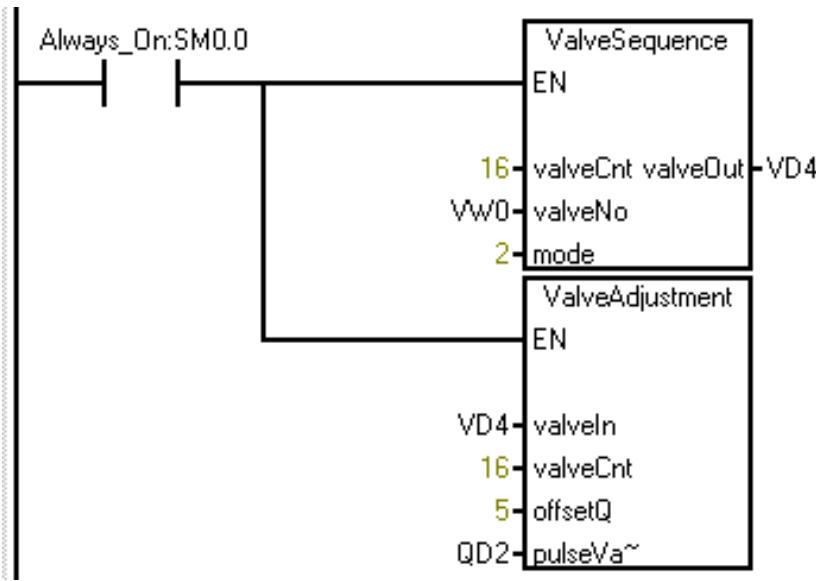 Always_On:SM0.0
ValveSequence
EN
16 valveCnt valveOut VD4
VW0 valveNo
2 mode
ValveAdjustment
EN
VD4 valveIn
16 valveCnt
5 offsetQ
QD2 pulseVa~